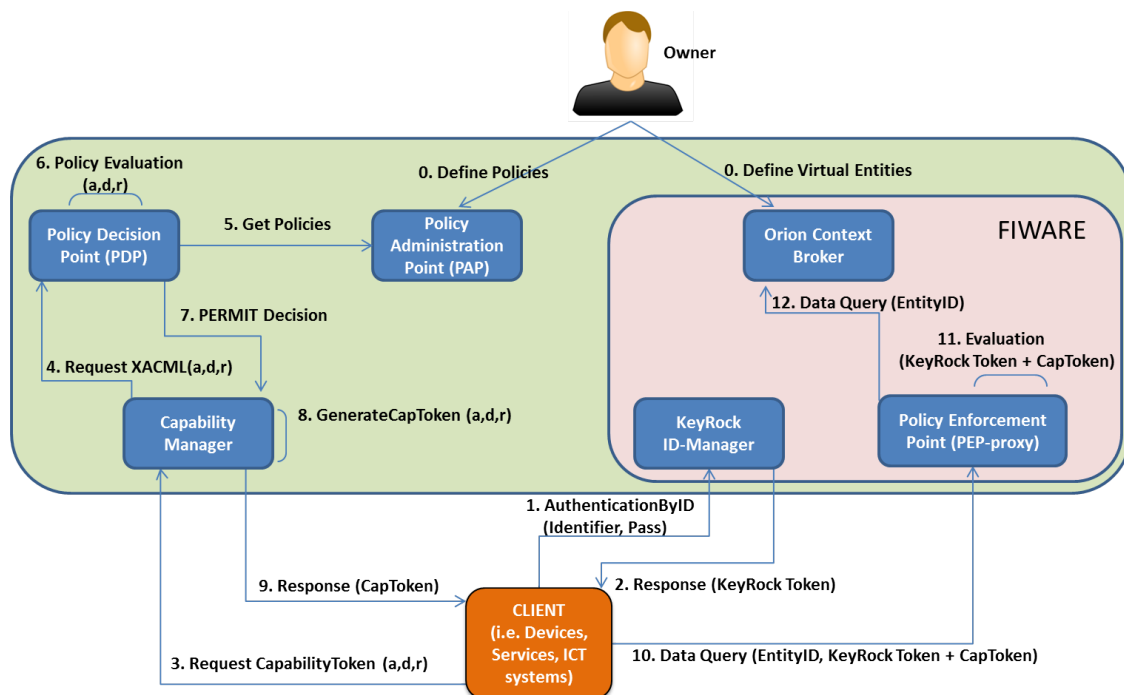 Owner
6. Policy Evaluation
(a,d,r)
0. Define Policies
0. Define Virtual Entities
Policy Decision
Point (PDP)
5. Get Policies
Policy
Administration
Point (PAP)
Orion Context
Broker
FIWARE
7. PERMIT Decision
12. Data Query (EntityID)
4. Request XACML(a,d,r)
11. Evaluation
(KeyRock Token + CapToken)
Capability
Manager
8. GenerateCapToken (a,d,r)
KeyRock
ID-Manager
Policy Enforcement
Point (PEP-proxy)
1. AuthenticationByID
(Identifier, Pass)
9. Response (CapToken)
2. Response (KeyRock Token)
CLIENT
(i.e. Devices,
Services, ICT
systems)
3. Request CapabilityToken (a,d,r)
10. Data Query (EntityID, KeyRock Token + CapToken)